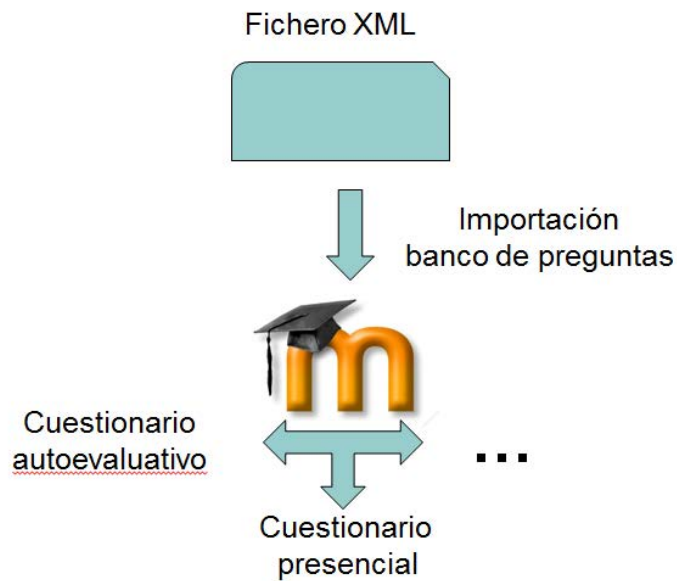 Fichero XML
Importación
banco de preguntas
m
Cuestionario
autoevaluativo
...
Cuestionario
presencial